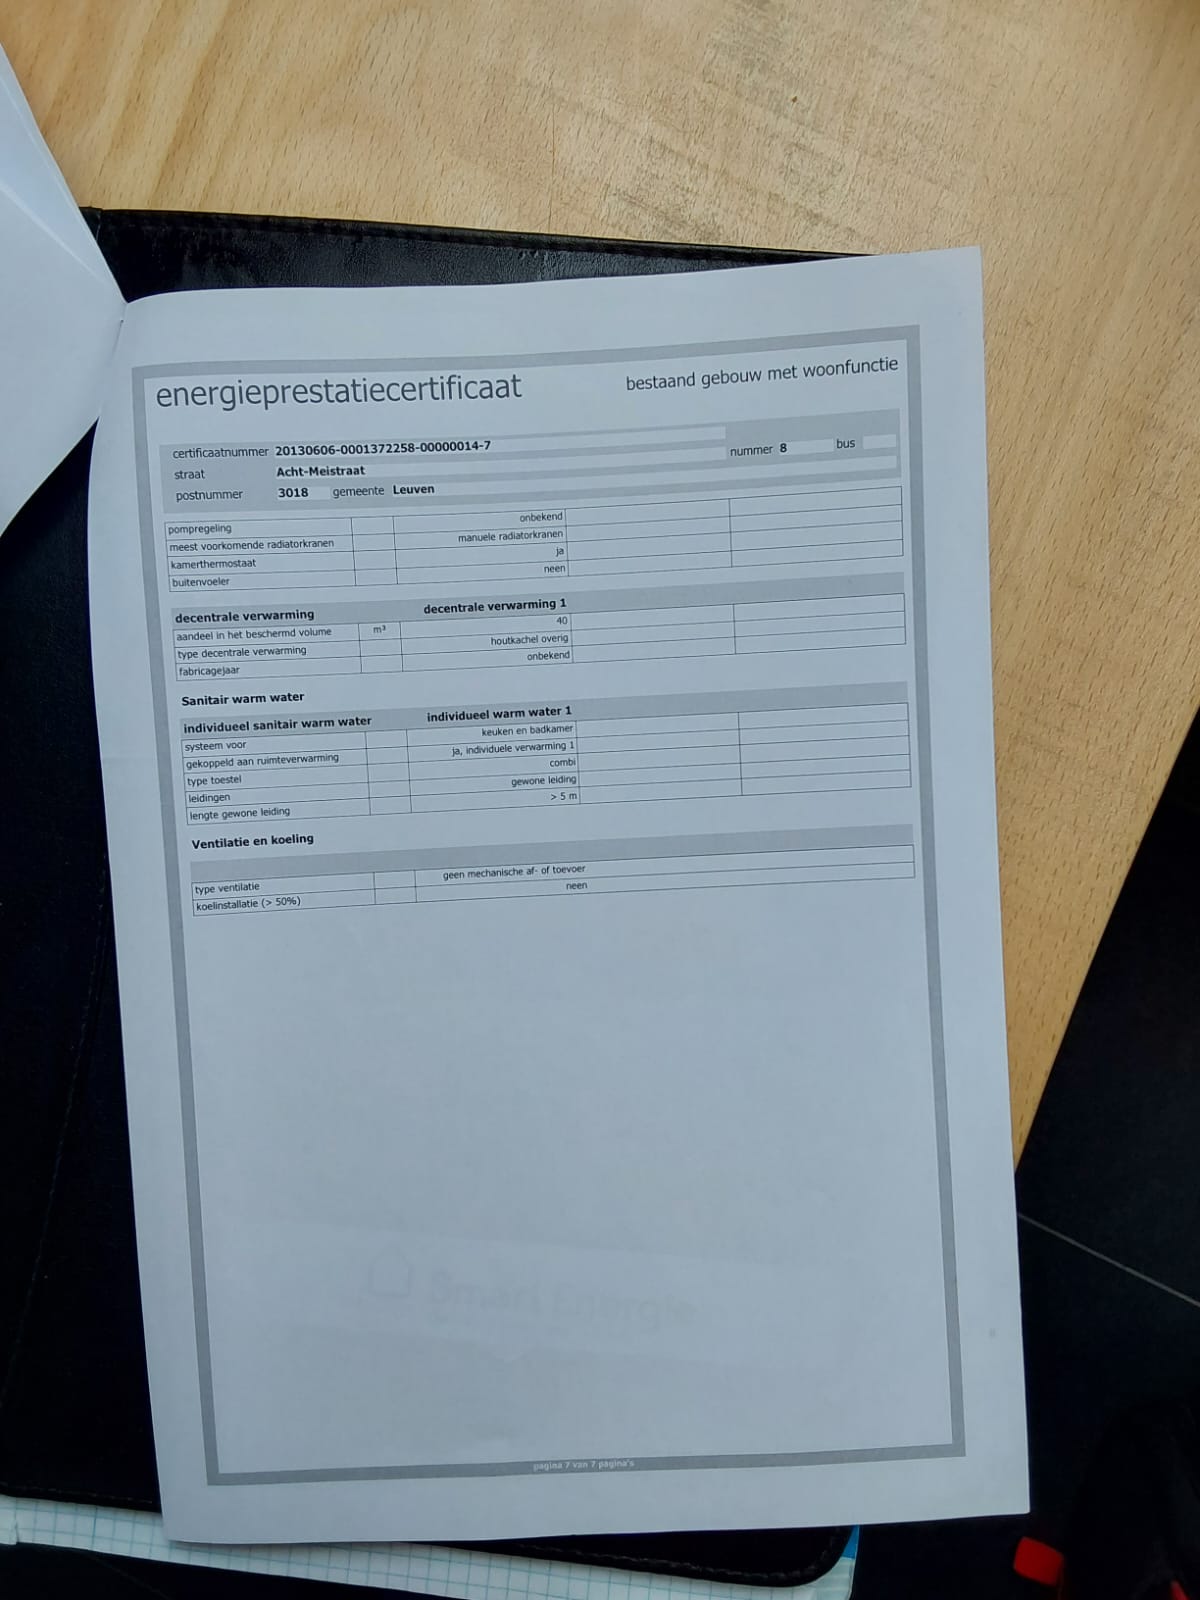 energieprestatiecertificaat bestaand gebouw met woonfunctie
certificaatnummer 20130606-0001372258-00000014-7
straat Acht-Meistraat nummer 8 bus
postnummer 3018 gemeente Leuven
pompregeling onbekend
meest voorkomende radiatorkranen manuele radiatorkranen
kamerthermostaat ja
buitenvoeler neen
decentrale verwarming decentrale verwarming 1
aandeel in het beschermd volume m³ 40
type decentrale verwarming houtkachel overig
fabricagejaar onbekend
Sanitair warm water
individueel sanitair warm water individueel warm water 1
systeem voor keuken en badkamer
gekoppeld aan ruimteverwarming ja, individuele verwarming 1
type toestel combi
leidingen gewone leiding
lengte gewone leiding > 5 m
Ventilatie en koeling
type ventilatie geen mechanische af- of toevoer
koelinstallatie (> 50%) neen
Smart Energie
pagina 7 van 7 pagina's